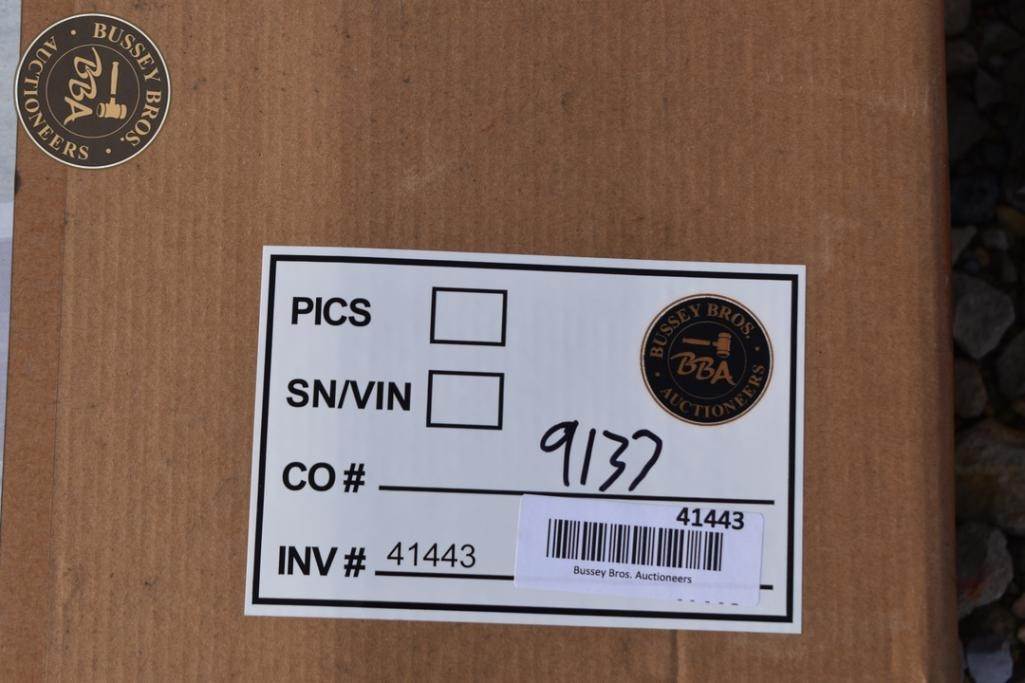 BUSSEY BROS.
BBA
AUCTIONEERS
PICS
SN/VIN
BUSSEY BROS.
BBA
AUCTIONEERS
CO # 9137
41443
INV # 41443
Bussey Bros. Auctioneers